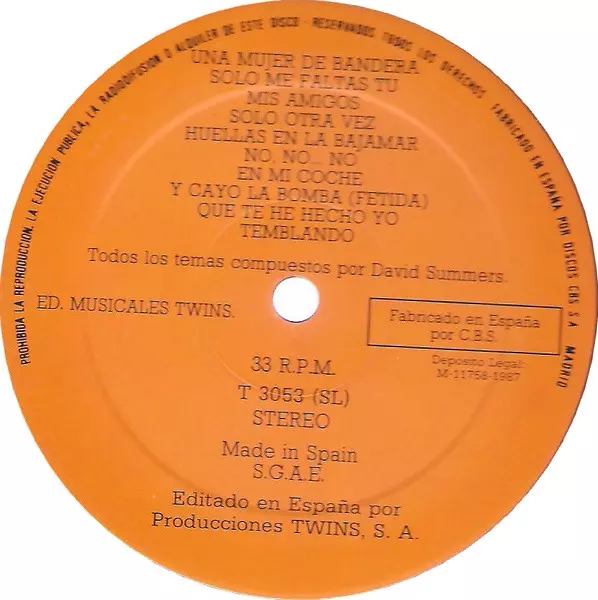 PROHIBIDA LA REPRODUCCION, LA EJECUCION PUBLICA, LA RADIODIFUSION O ALQUILER DE ESTE DISCO - RESERVADOS TODOS LOS DERECHOS. FABRICADO EN ESPAÑA POR DISCOS CBS S.A MADRID
UNA MUJER DE BANDERA
SOLO ME FALTAS TU
MIS AMIGOS
SOLO OTRA VEZ
HUELLAS EN LA BAJAMAR
NO, NO... NO
EN MI COCHE
Y CAYO LA BOMBA (FETIDA)
QUE TE HE HECHO YO
TEMBLANDO
Todos los temas compuestos por David Summers.
ED. MUSICALES TWINS.
Fabricado en España
por C.B.S.
Deposito Legal:
M-11758-1987
33 R.P.M.
T 3053 (SL)
STEREO
Made in Spain
S.G.A.E.
Editado en España por
Producciones TWINS, S. A.